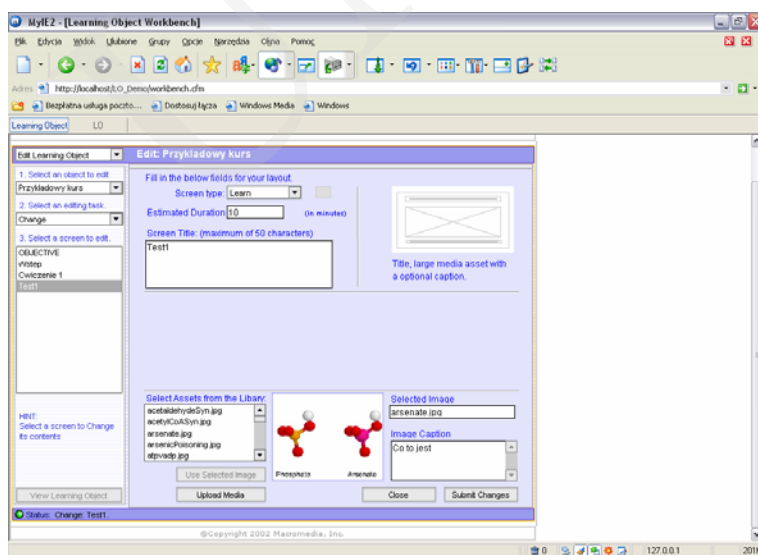 MyIE2 - [Learning Object Workbench]
Plik Edycja Widok Ulubione Grupy Opcje Narzędzia Okna Pomoc
Adres http://localhost/LO_Demo/workbench.cfm
Bezpłatna usługa poczto... Dostosuj łącza Windows Media Windows
Learning Object LO
Edit Learning Object Edit: Przykładowy kurs
1. Select an object to edit
Przykładowy kurs
2. Select an editing task.
Change
3. Select a screen to edit.
OBJECTIVE
Wstep
Cwiczenie 1
Test1
HINT:
Select a screen to Change
its contents
View Learning Object
Fill in the below fields for your layout.
Screen type: Learn
Estimated Duration 10 (in minutes)
Screen Title: (maximum of 50 characters)
Test1
Title, large media asset with
a optional caption.
Select Assets from the Libary
acetaldehydeSyn.jpg
acetylCoASyn.jpg
arsenate.jpg
arsenicPoisoning.jpg
atpvadp.jpg
Use Selected Image
Upload Media
Phosphate Arsenate
Selected Image
arsenate.jpg
Image Caption
Co to jest
Close Submit Changes
Status: Change: Test1.
©Copyright 2002 Macromedia, Inc.
0 127.0.0.1